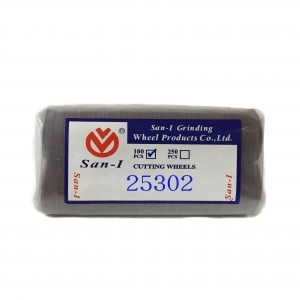 San-I Grinding
Wheel Products Co.,Ltd.
®
San-I
100 PCS ☑ 250 PCS ☐
CUTTING WHEELS
25302
San-I
San-I